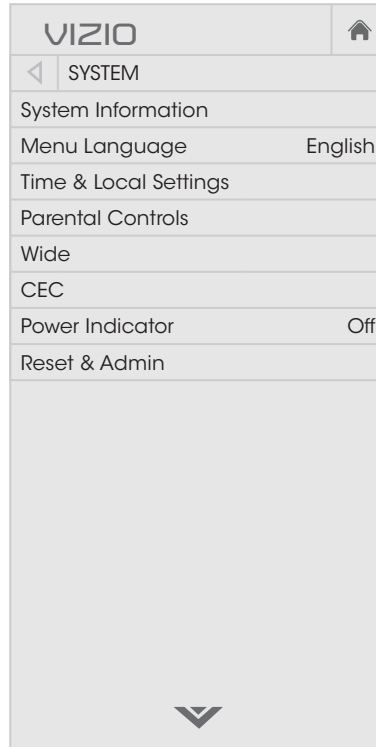 VIZIO
SYSTEM
System Information
Menu Language English
Time & Local Settings
Parental Controls
Wide
CEC
Power Indicator Off
Reset & Admin